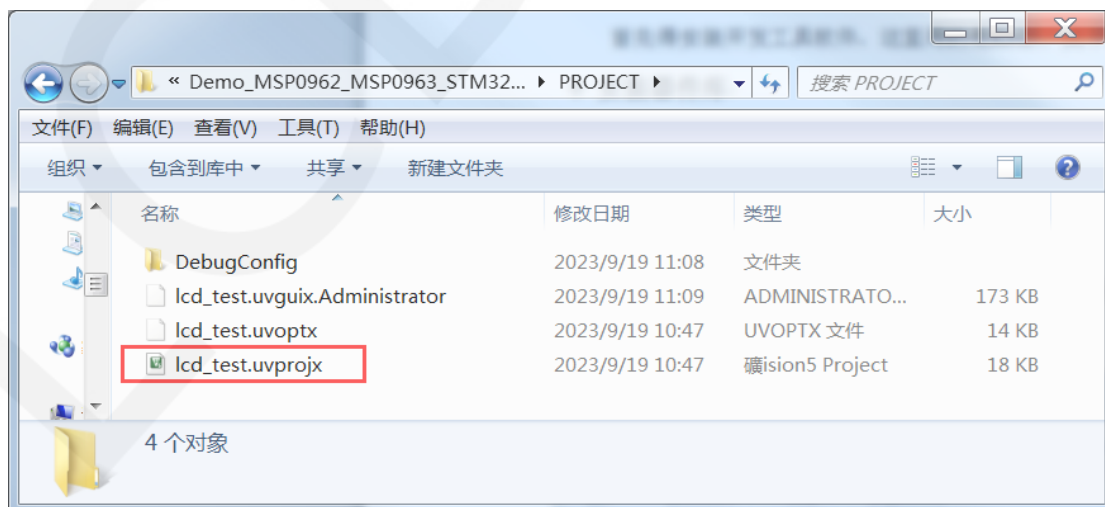 « Demo_MSP0962_MSP0963_STM32... ▸ PROJECT ▸ 搜索 PROJECT
文件(F) 编辑(E) 查看(V) 工具(T) 帮助(H)
组织 包含到库中 共享 新建文件夹
名称 修改日期 类型 大小
DebugConfig 2023/9/19 11:08 文件夹
lcd_test.uvguix.Administrator 2023/9/19 11:09 ADMINISTRATO... 173 KB
lcd_test.uvoptx 2023/9/19 10:47 UVOPTX 文件 14 KB
lcd_test.uvprojx 2023/9/19 10:47 礦ision5 Project 18 KB
4 个对象